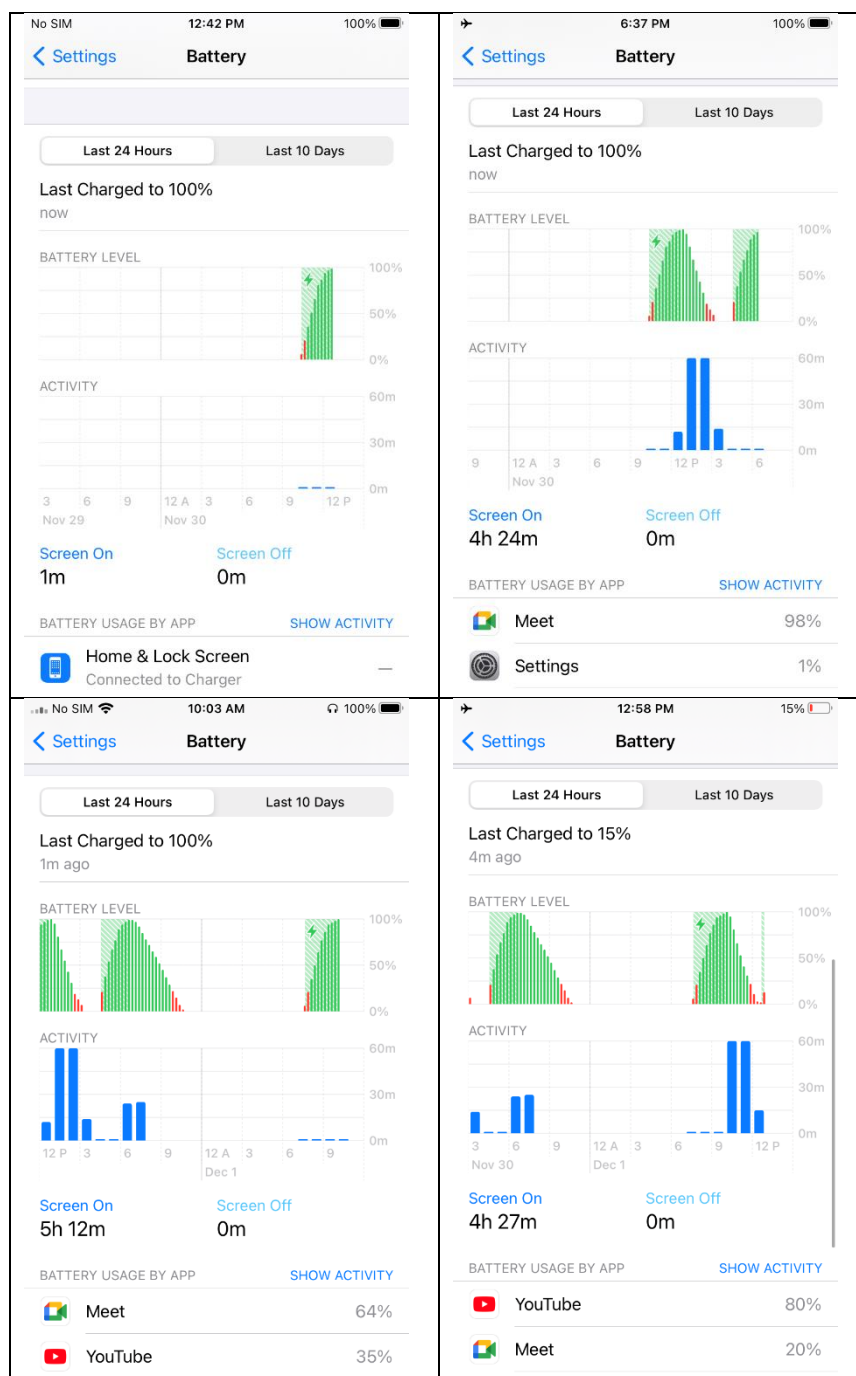 No SIM 12:42 PM 100%
Settings Battery
Last 24 Hours Last 10 Days
Last Charged to 100%
now
BATTERY LEVEL
100%
50%
0%
ACTIVITY
60m
30m
0m
3 6 9 12 A 3 6 9 12 P
Nov 29 Nov 30
Screen On Screen Off
1m 0m
BATTERY USAGE BY APP SHOW ACTIVITY
Home & Lock Screen —
Connected to Charger
6:37 PM 100%
Settings Battery
Last 24 Hours Last 10 Days
Last Charged to 100%
now
BATTERY LEVEL
100%
50%
0%
ACTIVITY
60m
30m
0m
9 12 A 3 6 9 12 P 3 6
Nov 30
Screen On Screen Off
4h 24m 0m
BATTERY USAGE BY APP SHOW ACTIVITY
Meet 98%
Settings 1%
No SIM 10:03 AM 100%
Settings Battery
Last 24 Hours Last 10 Days
Last Charged to 100%
1m ago
BATTERY LEVEL
100%
50%
0%
ACTIVITY
60m
30m
0m
12 P 3 6 9 12 A 3 6 9
Dec 1
Screen On Screen Off
5h 12m 0m
BATTERY USAGE BY APP SHOW ACTIVITY
Meet 64%
YouTube 35%
12:58 PM 15%
Settings Battery
Last 24 Hours Last 10 Days
Last Charged to 15%
4m ago
BATTERY LEVEL
100%
50%
0%
ACTIVITY
60m
30m
0m
3 6 9 12 A 3 6 9 12 P
Nov 30 Dec 1
Screen On Screen Off
4h 27m 0m
BATTERY USAGE BY APP SHOW ACTIVITY
YouTube 80%
Meet 20%